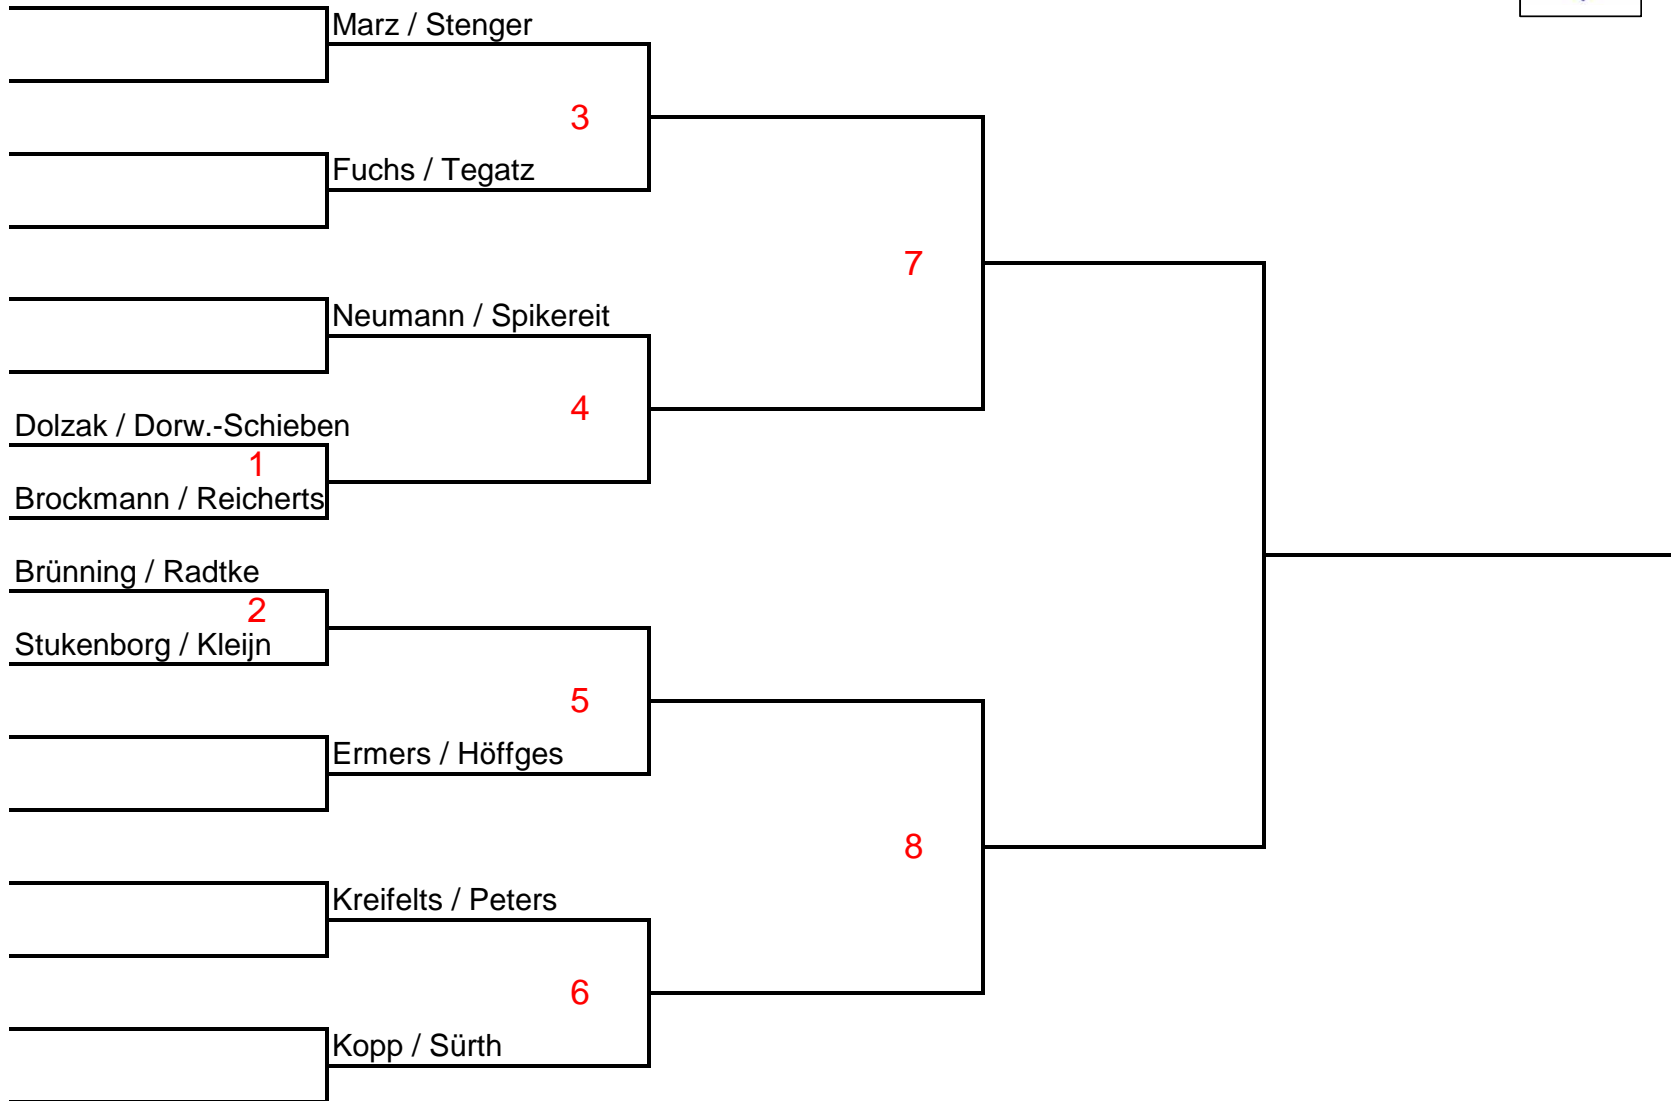 Marz / Stenger
3
Fuchs / Tegatz
7
Neumann / Spikereit
4
Dolzak / Dorw.-Schieben
1
Brockmann / Reicherts
Brünning / Radtke
2
Stukenborg / Kleijn
5
Ermers / Höffges
8
Kreifelts / Peters
6
Kopp / Sürth